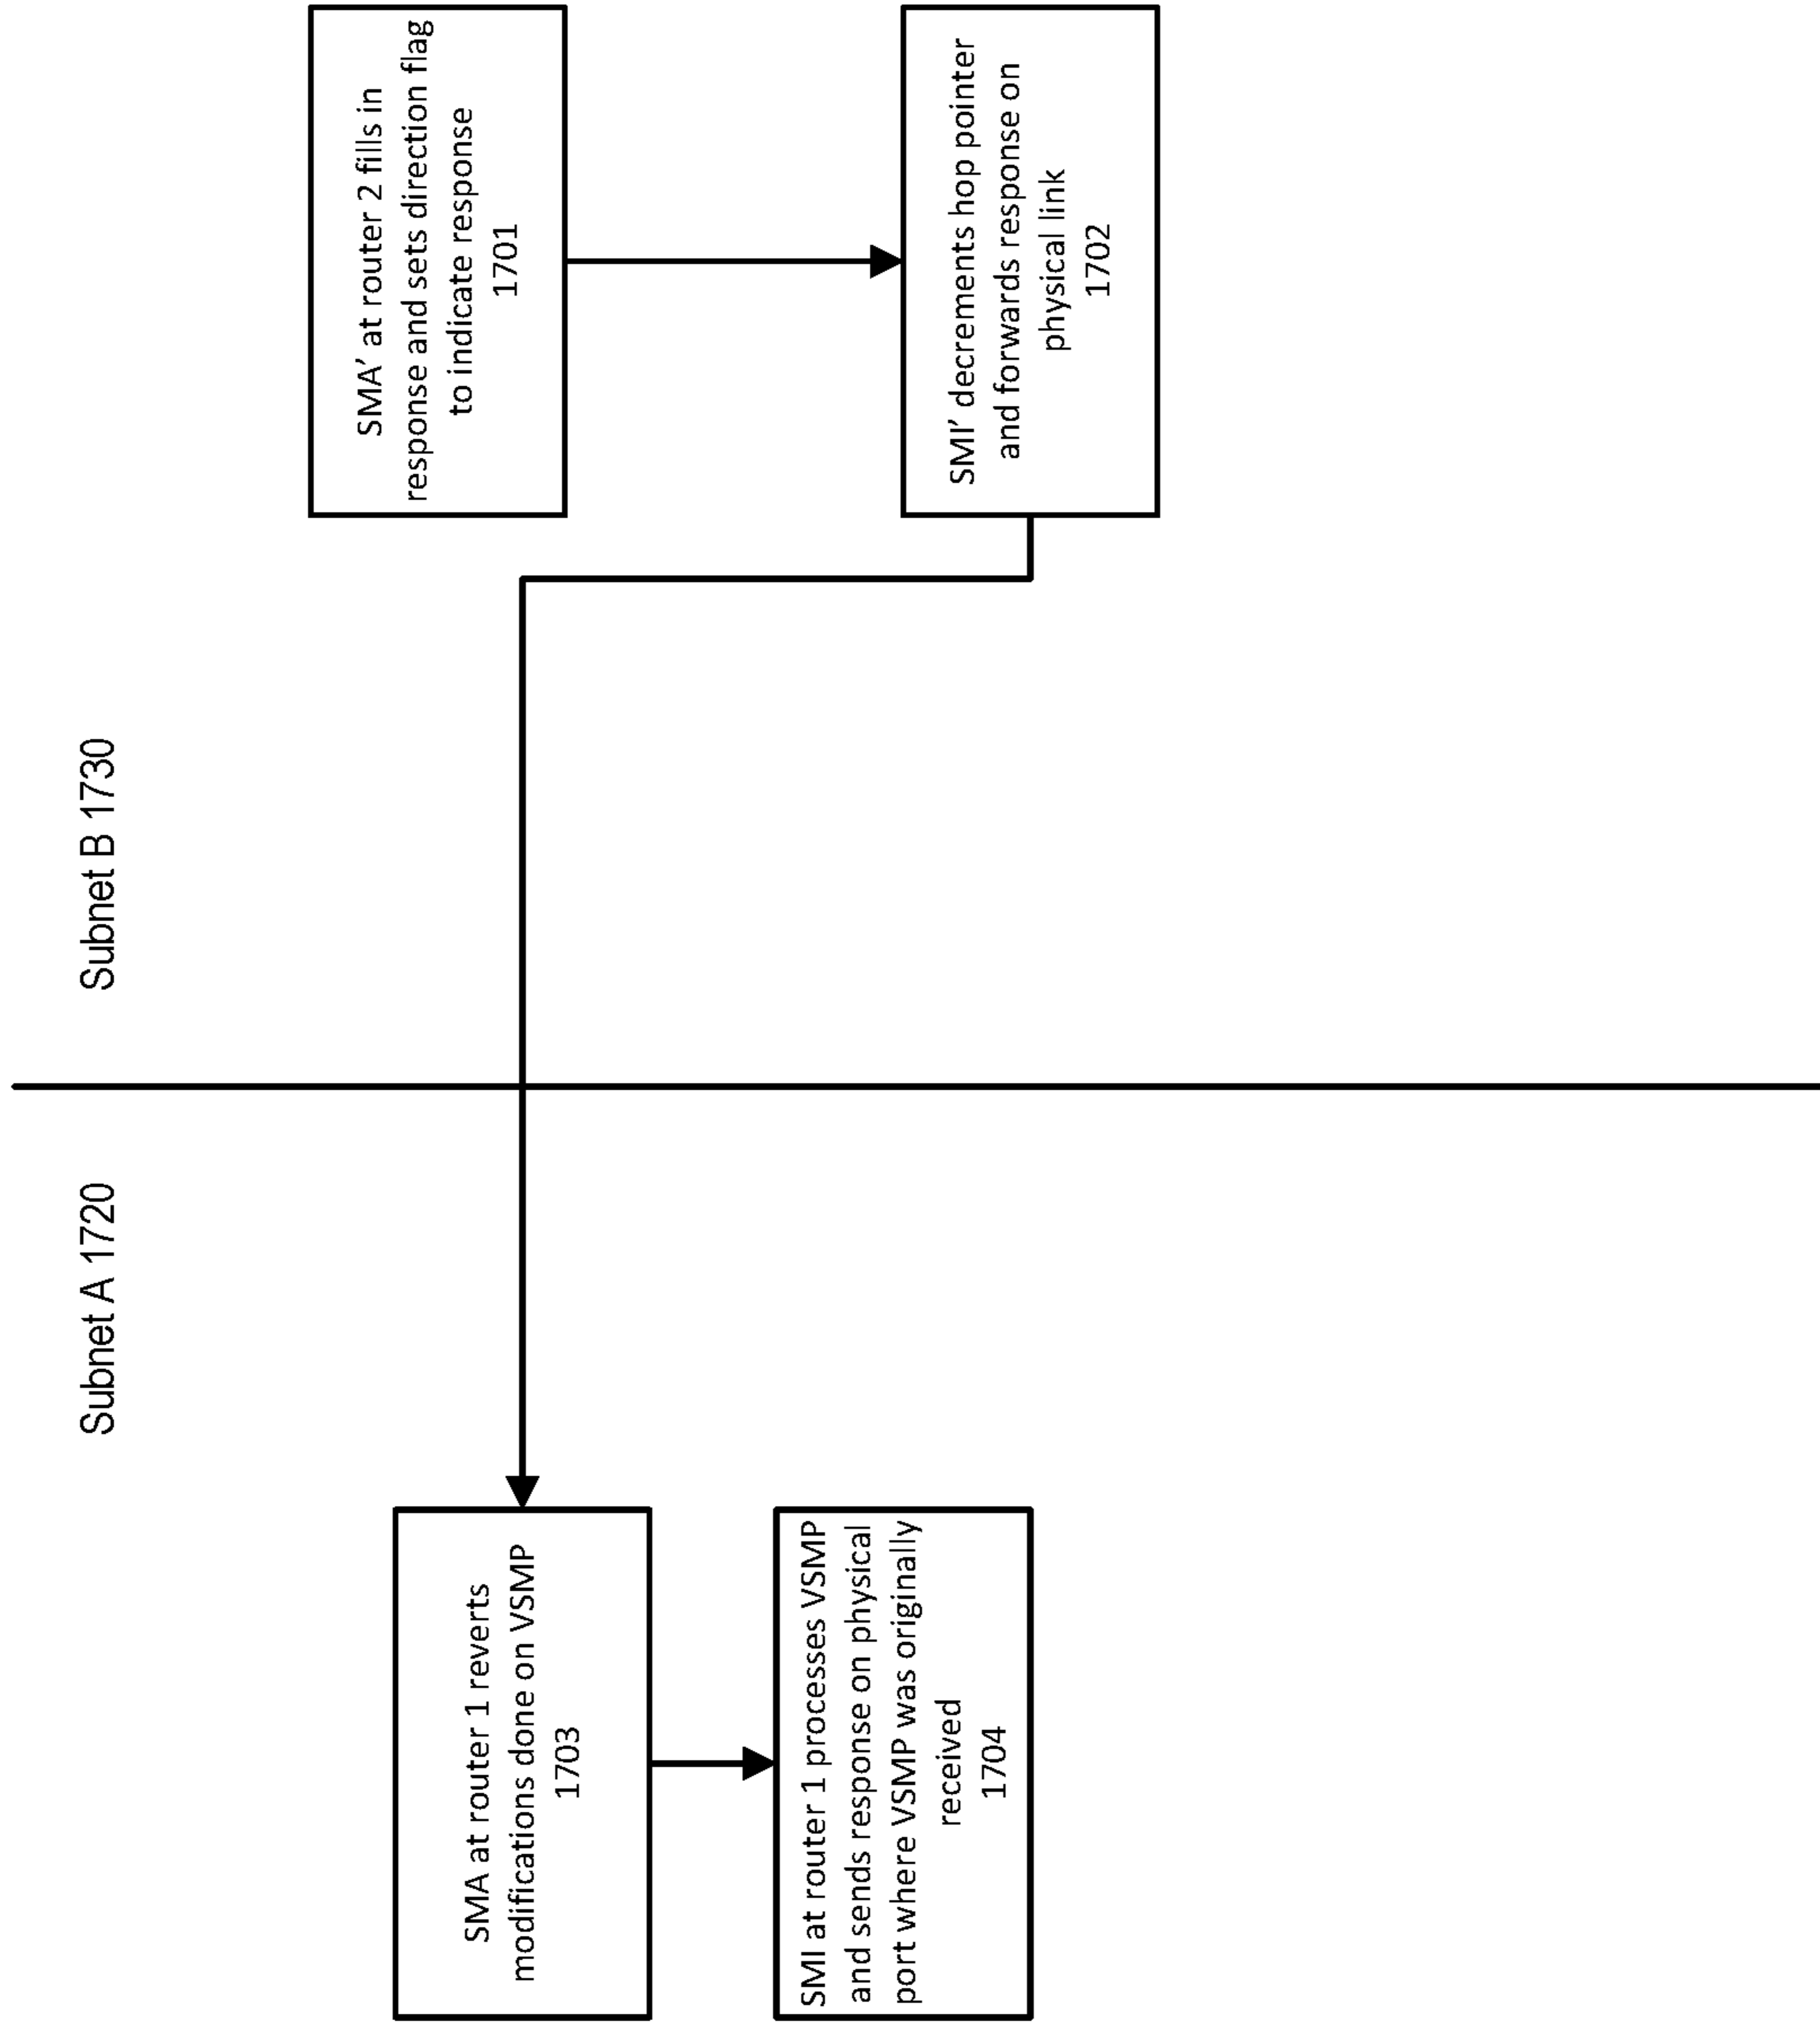 Subnet A 1720
Subnet B 1730
SMA’ at router 2 fills in
response and sets direction flag
to indicate response
1701
SMI’ decrements hop pointer
and forwards response on
physical link
1702
SMA at router 1 reverts
modifications done on VSMP
1703
SMI at router 1 processes VSMP
and sends response on physical
port where VSMP was originally
received
1704